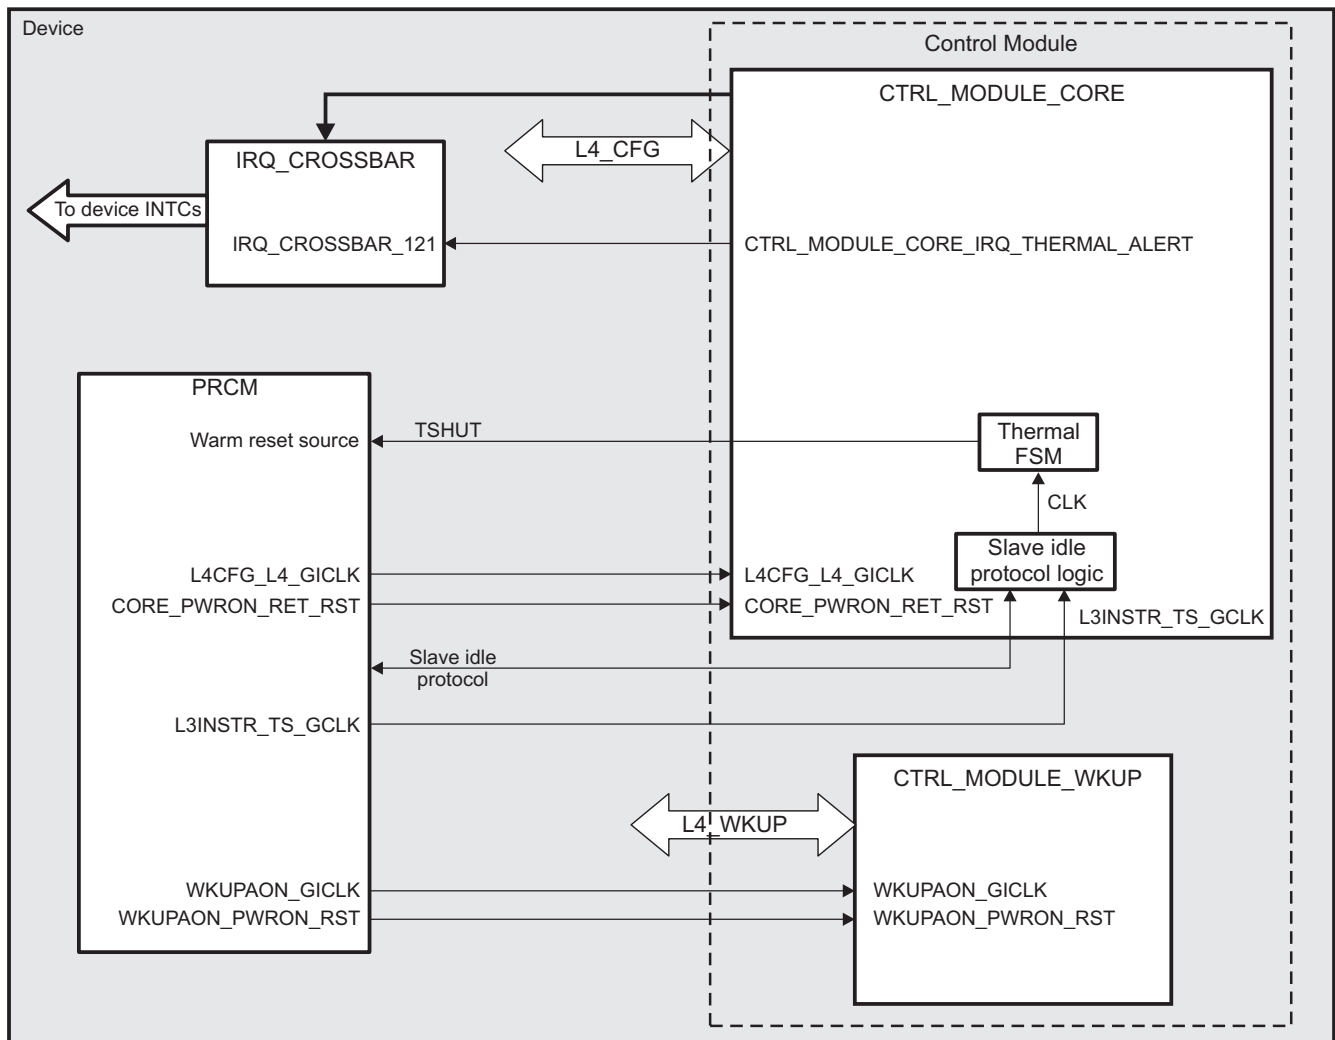 Device
Control Module
CTRL_MODULE_CORE
IRQ_CROSSBAR
L4_CFG
To device INTCs
IRQ_CROSSBAR_121
CTRL_MODULE_CORE_IRQ_THERMAL_ALERT
PRCM
Warm reset source
TSHUT
Thermal
FSM
CLK
Slave idle
protocol logic
L4CFG_L4_GICLK
L4CFG_L4_GICLK
CORE_PWRON_RET_RST
CORE_PWRON_RET_RST
L3INSTR_TS_GCLK
Slave idle
protocol
L3INSTR_TS_GCLK
CTRL_MODULE_WKUP
L4_WKUP
WKUPAON_GICLK
WKUPAON_GICLK
WKUPAON_PWRON_RST
WKUPAON_PWRON_RST